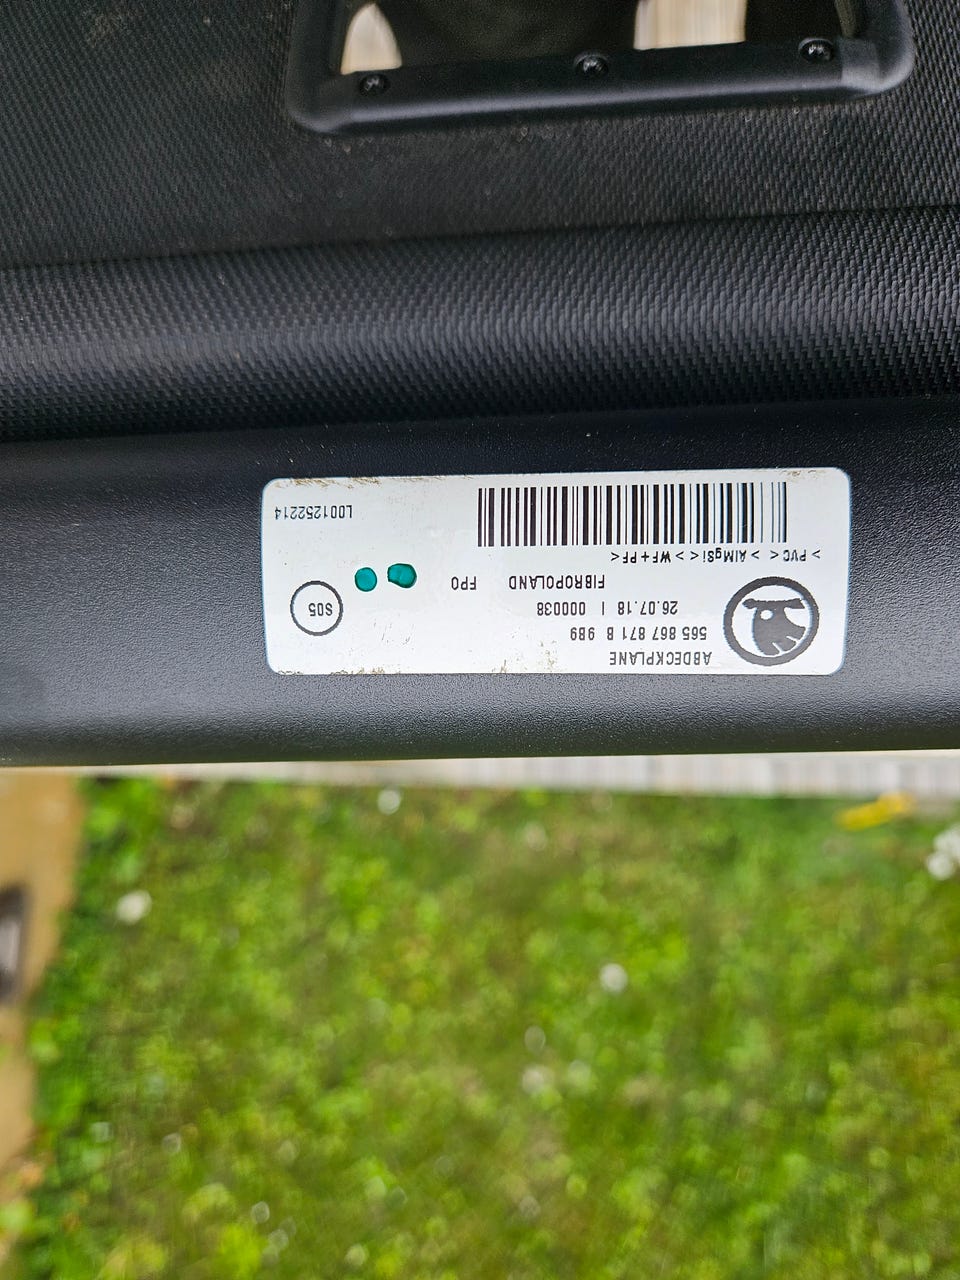 ABDECKPLANE
565 867 871 B 9B9
26.07.18 | 000038
FIBROPOLAND FPO
> PVC < > AlMgSi < > WF+PF<
S05
L001252214